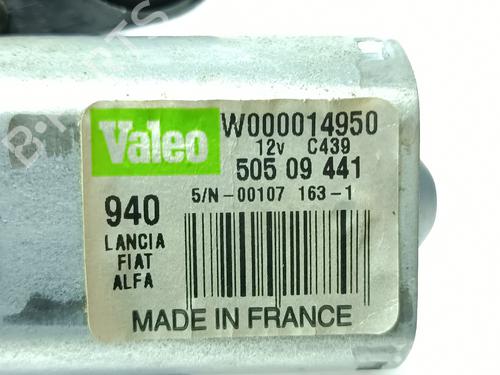 Valeo W000014950
12v C439
505 09 441
S/N-00107 163-1
940
LANCIA
FIAT
ALFA
MADE IN FRANCE